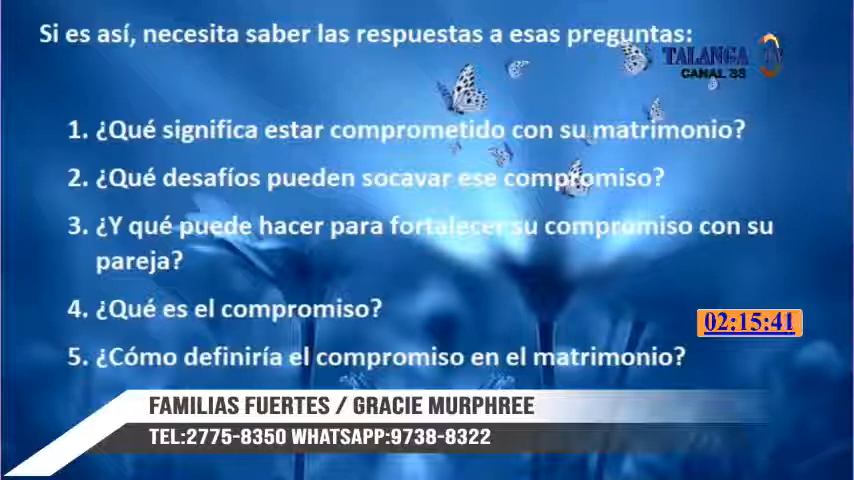 Si es así, necesita saber las respuestas a esas preguntas:
TALANGA TV
CANAL 38
1. ¿Qué significa estar comprometido con su matrimonio?
2. ¿Qué desafíos pueden socavar ese compromiso?
3. ¿Y qué puede hacer para fortalecer su compromiso con su
pareja?
4. ¿Qué es el compromiso?
02:15:41
5. ¿Cómo definiría el compromiso en el matrimonio?
FAMILIAS FUERTES / GRACIE MURPHREE
TEL:2775-8350 WHATSAPP:9738-8322